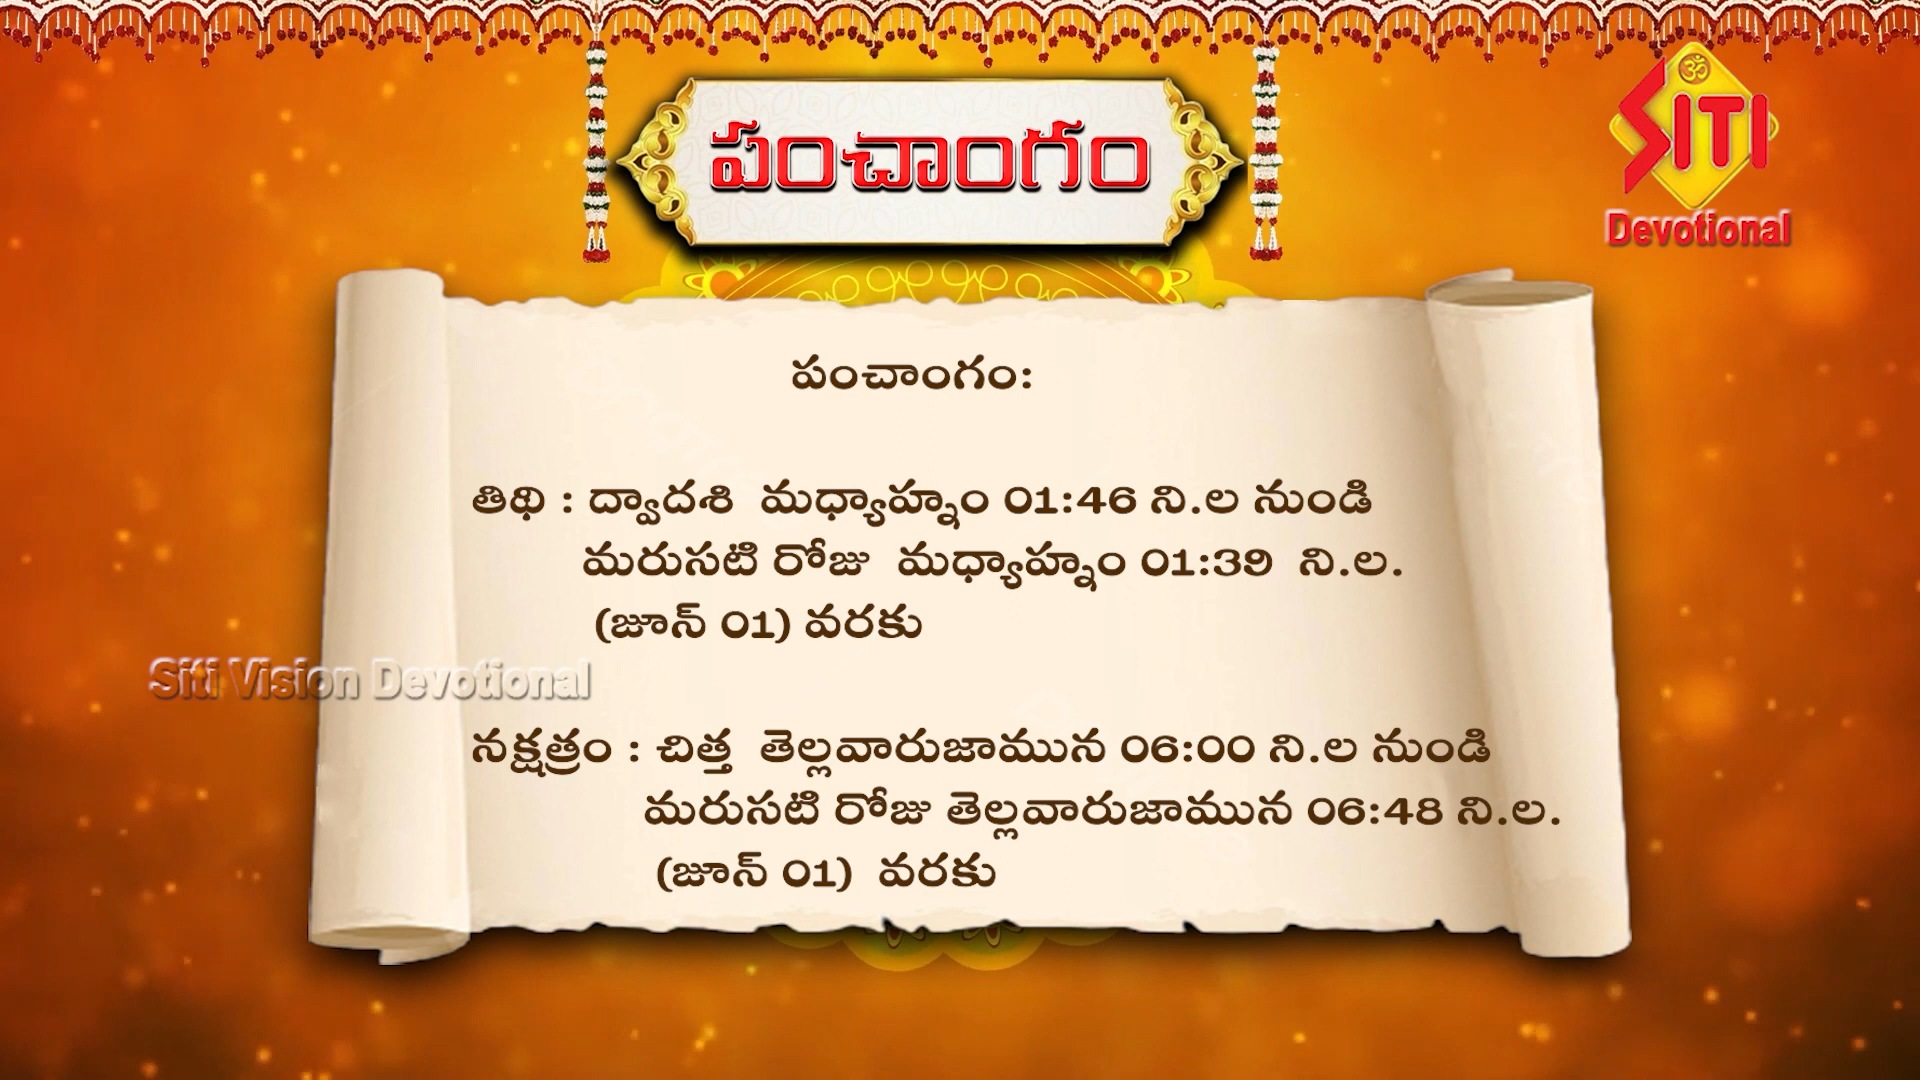 పంచాంగం
ॐ
SITI
Devotional
పంచాంగం:
తిథి : ద్వాదశి మధ్యాహ్నం 01:46 ని.ల నుండి
మరుసటి రోజు మధ్యాహ్నం 01:39 ని.ల.
(జూన్ 01) వరకు
Siti Vision Devotional
నక్షత్రం : చిత్త తెల్లవారుజామున 06:00 ని.ల నుండి
మరుసటి రోజు తెల్లవారుజామున 06:48 ని.ల.
(జూన్ 01) వరకు